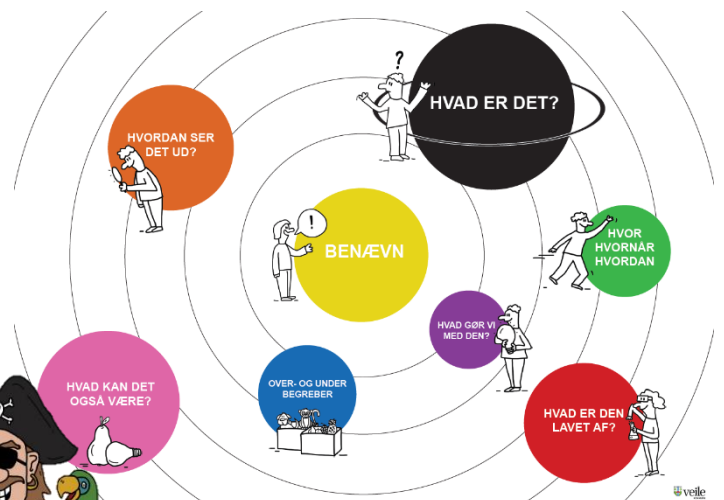 ?
HVAD ER DET?
HVORDAN SER
DET UD?
!
BENÆVN
HVOR
HVORNÅR
HVORDAN
HVAD GØR VI
MED DEN?
OVER- OG UNDER
BEGREBER
HVAD KAN DET
OGSÅ VÆRE?
HVAD ER DEN
LAVET AF?